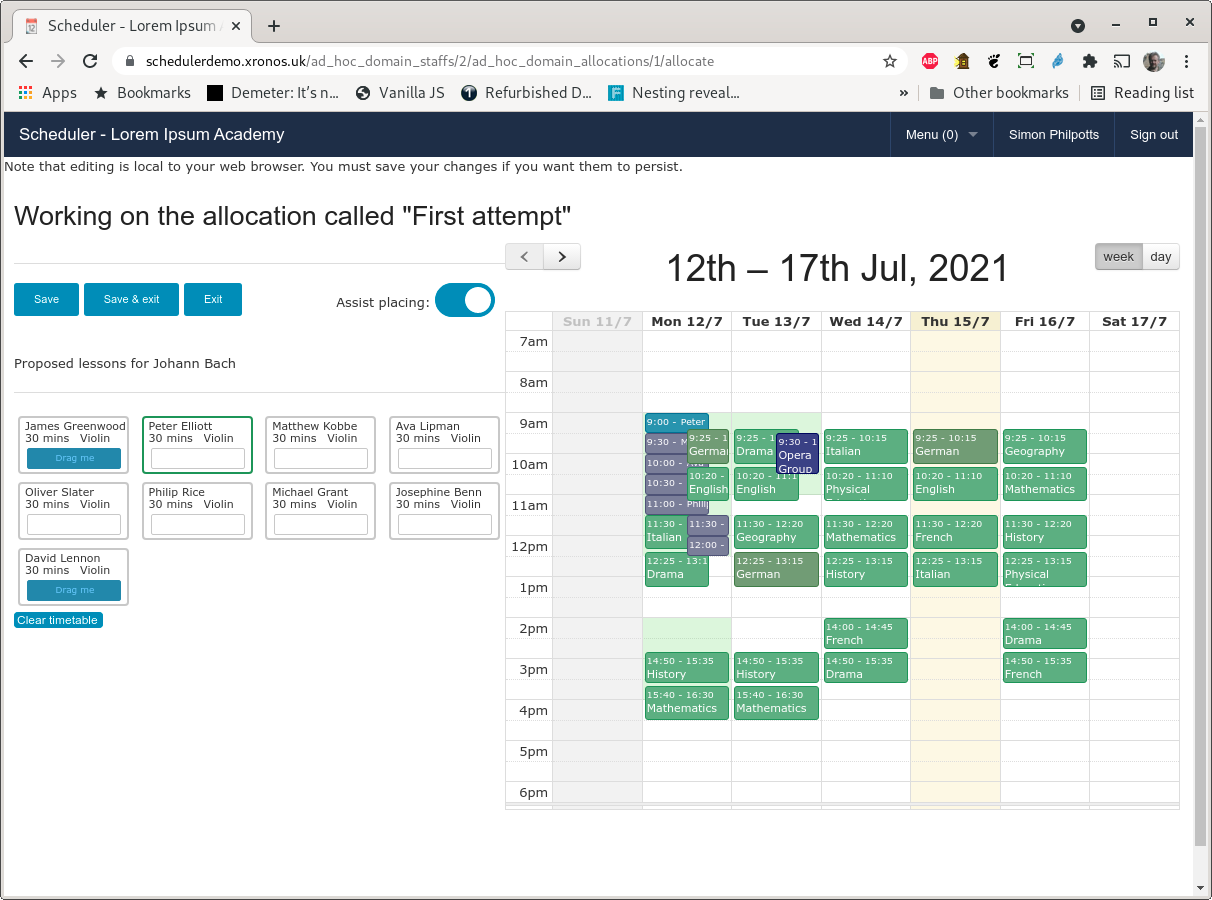 Scheduler - Lorem Ipsum A
schedulerdemo.xronos.uk/ad_hoc_domain_staffs/2/ad_hoc_domain_allocations/1/allocate
ABP
Apps Bookmarks Demeter: It's n... Vanilla JS Refurbished D... Nesting reveal... » Other bookmarks Reading list
Scheduler - Lorem Ipsum Academy Menu (0) Simon Philpotts Sign out
Note that editing is local to your web browser. You must save your changes if you want them to persist.
Working on the allocation called "First attempt"
Save Save & exit Exit Assist placing:
Proposed lessons for Johann Bach
James Greenwood
30 mins Violin
Drag me
Peter Elliott
30 mins Violin
Matthew Kobbe
30 mins Violin
Ava Lipman
30 mins Violin
Oliver Slater
30 mins Violin
Philip Rice
30 mins Violin
Michael Grant
30 mins Violin
Josephine Benn
30 mins Violin
David Lennon
30 mins Violin
Drag me
Clear timetable
12th – 17th Jul, 2021
week day
Sun 11/7 Mon 12/7 Tue 13/7 Wed 14/7 Thu 15/7 Fri 16/7 Sat 17/7
7am
8am
9am
10am
11am
12pm
1pm
2pm
3pm
4pm
5pm
6pm
9:00 - Peter
9:30 - M
9:25 - 1
German
10:00 -
10:30 -
10:20 -
English
11:00 - Phili
11:30 -
Italian
11:30 -
12:00 -
12:25 - 13:1
Drama
14:50 - 15:35
History
15:40 - 16:30
Mathematics
9:25 - 1
Drama
9:30 - 1
Opera
Group
10:20 - 11:1
English
11:30 - 12:20
Geography
12:25 - 13:15
German
14:50 - 15:35
History
15:40 - 16:30
Mathematics
9:25 - 10:15
Italian
10:20 - 11:10
Physical
11:30 - 12:20
Mathematics
12:25 - 13:15
History
14:00 - 14:45
French
14:50 - 15:35
Drama
9:25 - 10:15
German
10:20 - 11:10
English
11:30 - 12:20
French
12:25 - 13:15
Italian
9:25 - 10:15
Geography
10:20 - 11:10
Mathematics
11:30 - 12:20
History
12:25 - 13:15
Physical
14:00 - 14:45
Drama
14:50 - 15:35
French